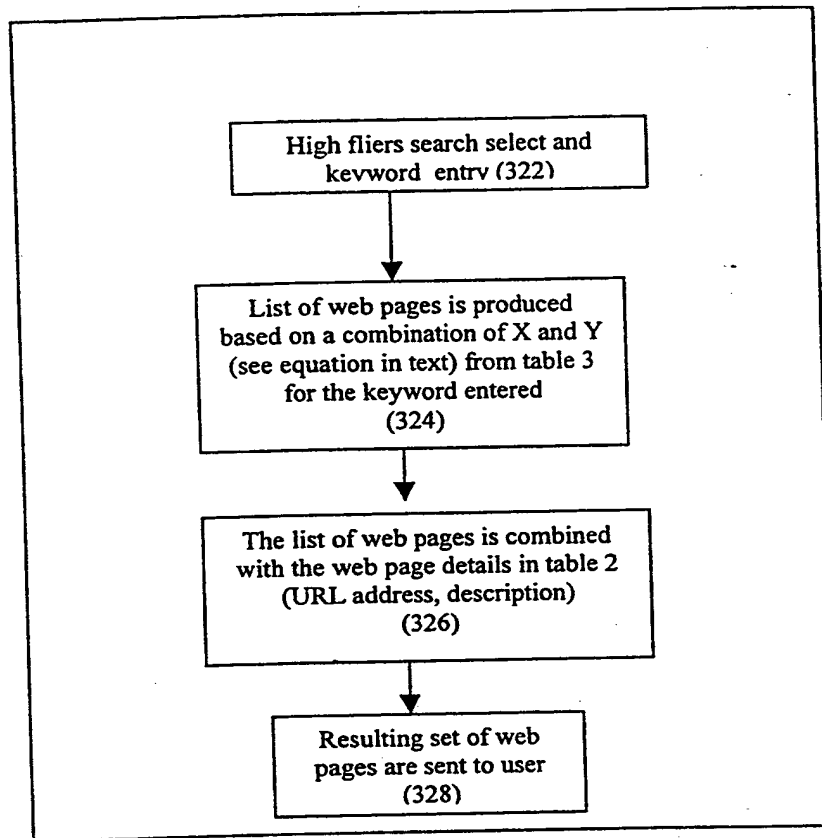 High fliers search select and
keyword entry (322)
List of web pages is produced
based on a combination of X and Y
(see equation in text) from table 3
for the keyword entered
(324)
The list of web pages is combined
with the web page details in table 2
(URL address, description)
(326)
Resulting set of web
pages are sent to user
(328)